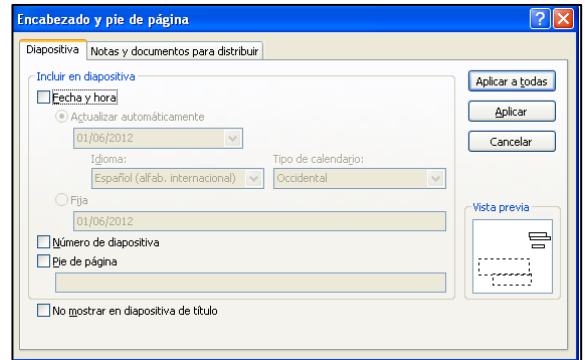 Encabezado y pie de página
Diapositiva Notas y documentos para distribuir
Incluir en diapositiva
Fecha y hora
Actualizar automáticamente
01/06/2012
Idioma: Tipo de calendario:
Español (alfab. internacional) Occidental
Fija
01/06/2012
Número de diapositiva
Pie de página
No mostrar en diapositiva de título
Aplicar a todas
Aplicar
Cancelar
Vista previa